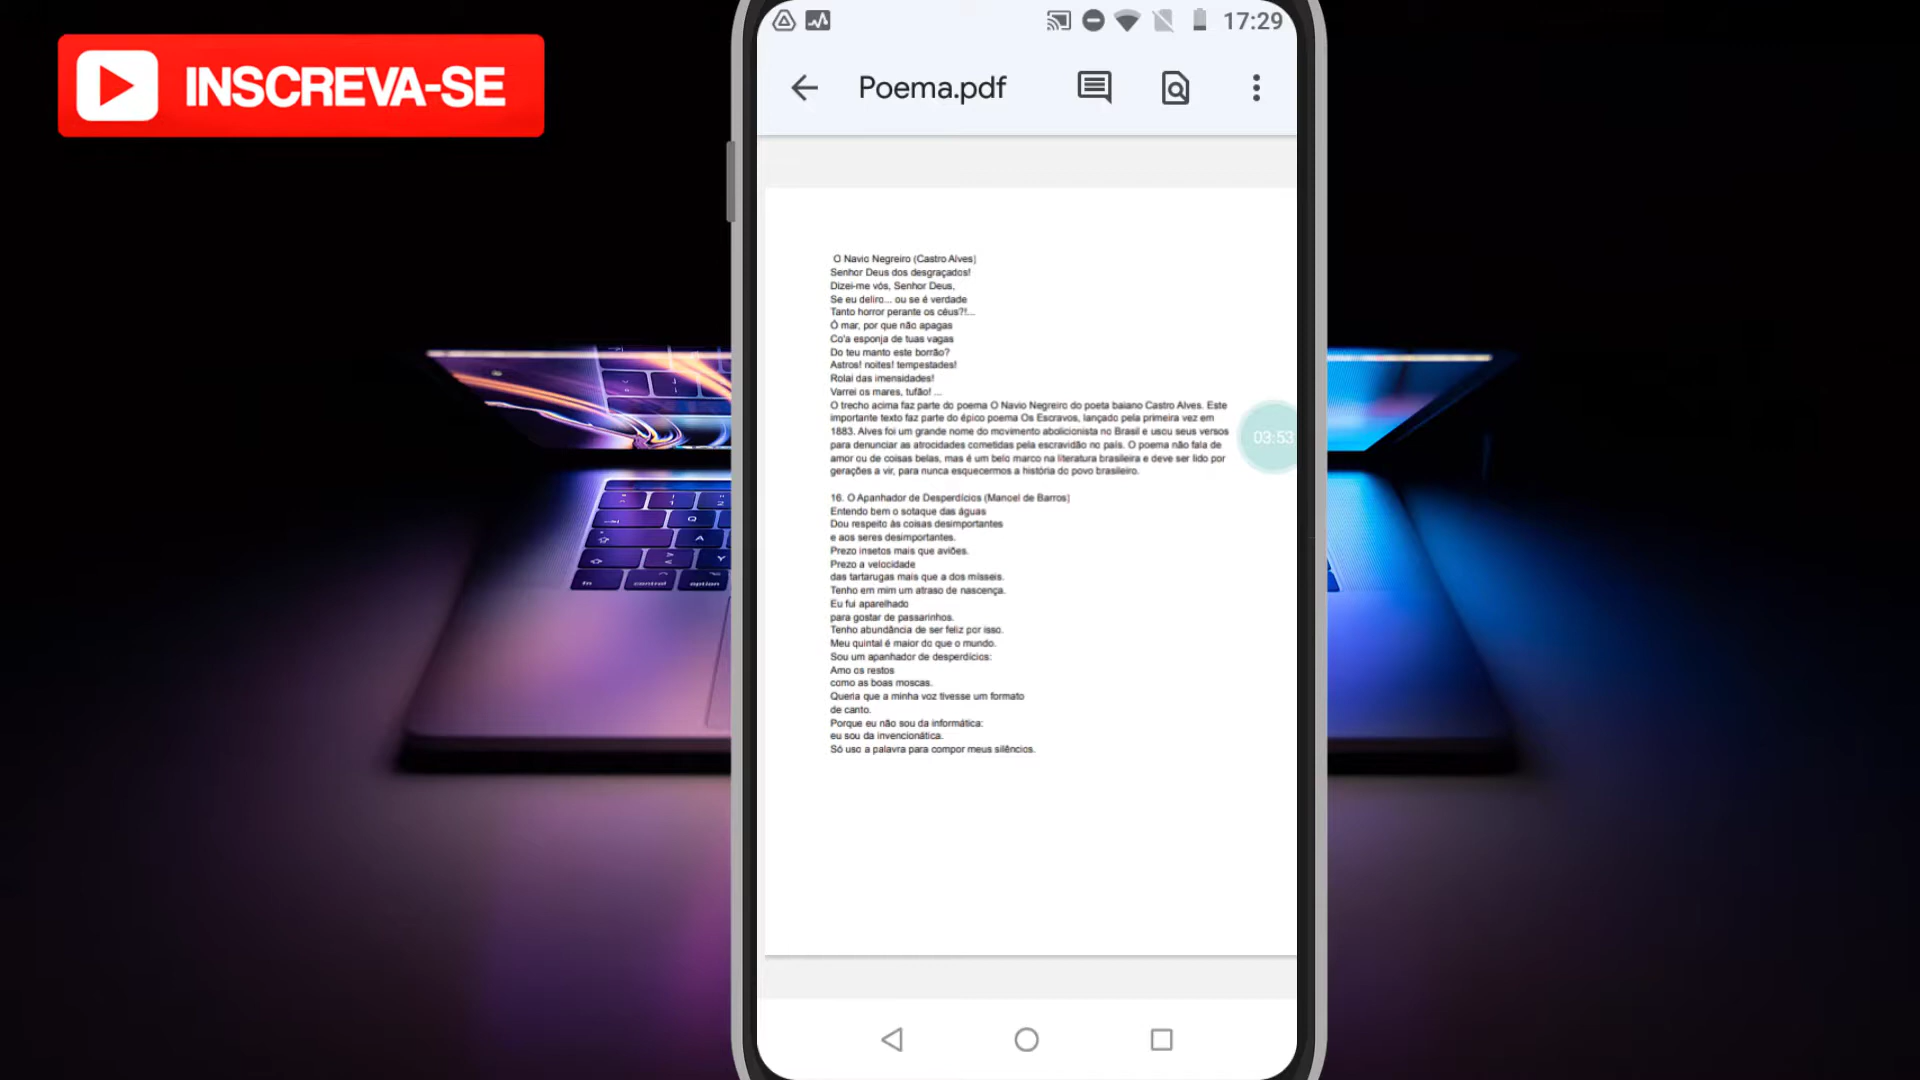 INSCREVA-SE
17:29
Poema.pdf
O Navio Negreiro (Castro Alves)
Senhor Deus dos desgraçados!
Dizei-me vós, Senhor Deus,
Se eu deliro... ou se é verdade
Tanto horror perante os céus?!...
Ó mar, por que não apagas
Co'a esponja de tuas vagas
Do teu manto este borrão?
Astros! noites! tempestades!
Rolai das imensidades!
Varrei os mares, tufão! ...
O trecho acima faz parte do poema O Navio Negreiro do poeta baiano Castro Alves. Este
importante texto faz parte do épico poema Os Escravos, lançado pela primeira vez em
1883. Alves foi um grande nome do movimento abolicionista no Brasil e usou seus versos
para denunciar as atrocidades cometidas pela escravidão no país. O poema não fala de
amor ou de coisas belas, mas é um belo marco na literatura brasileira e deve ser lido por
gerações a vir, para nunca esquecermos a história do povo brasileiro.
03:53
16. O Apanhador de Desperdícios (Manoel de Barros)
Entendo bem o sotaque das águas
Dou respeito às coisas desimportantes
e aos seres desimportantes.
Prezo insetos mais que aviões.
Prezo a velocidade
das tartarugas mais que a dos mísseis.
Tenho em mim um atraso de nascença.
Eu fui aparelhado
para gostar de passarinhos.
Tenho abundância de ser feliz por isso.
Meu quintal é maior do que o mundo.
Sou um apanhador de desperdícios:
Amo os restos
como as boas moscas.
Queria que a minha voz tivesse um formato
de canto.
Porque eu não sou da informática:
eu sou da invencionática.
Só uso a palavra para compor meus silêncios.
Q
A
Y
fn
control
option